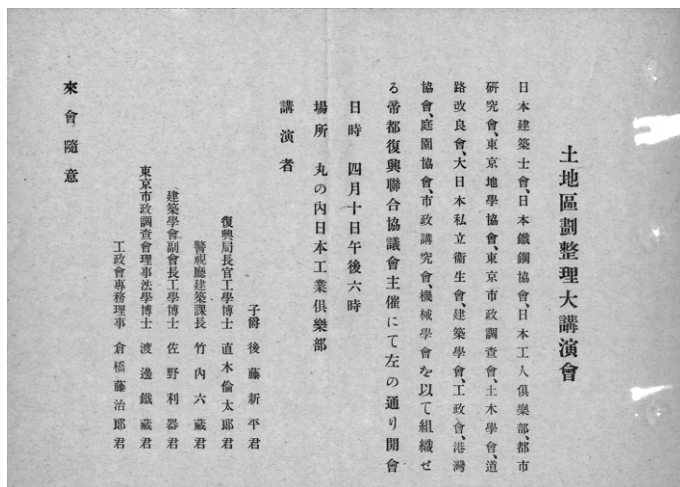 土地區劃整理大講演會
日本建築士會、日本鐵鋼協會、日本工人俱樂部、都市
研究會、東京地學協會、東京市政調查會、土木學會、道
路改良會、大日本私立衞生會、建築學會、工政會、港灣
協會、庭園協會、市政講究會、機械學會を以て組織せ
る帝都復興聯合協議會主催にて左の通り開會
日時 四月十日午後六時
場所 丸の內日本工業俱樂部
講演者
子爵 後藤新平君
復興局長官工學博士 直木倫太郞君
警視廳建築課長 竹內六藏君
建築學會副會長工學博士 佐野利器君
東京市政調查會理事法學博士 渡邊鐵藏君
工政會專務理事 倉橋藤治郞君
來會隨意